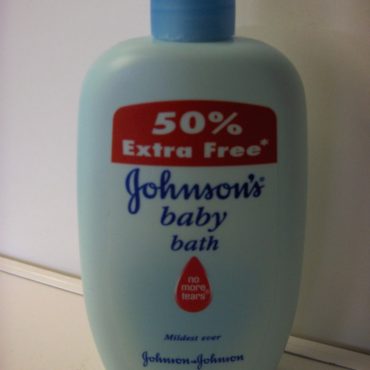 50%
Extra Free*
Johnson's®
baby
bath
no
more
tears®
Mildest ever
Johnson & Johnson